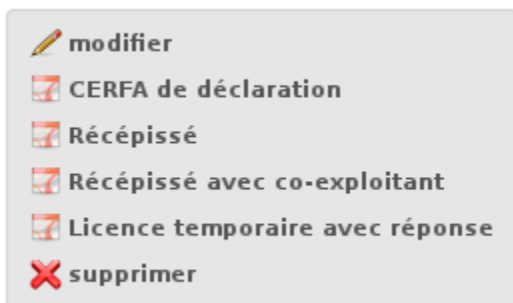 modifier
CERFA de déclaration
Récépissé
Récépissé avec co-exploitant
Licence temporaire avec réponse
supprimer